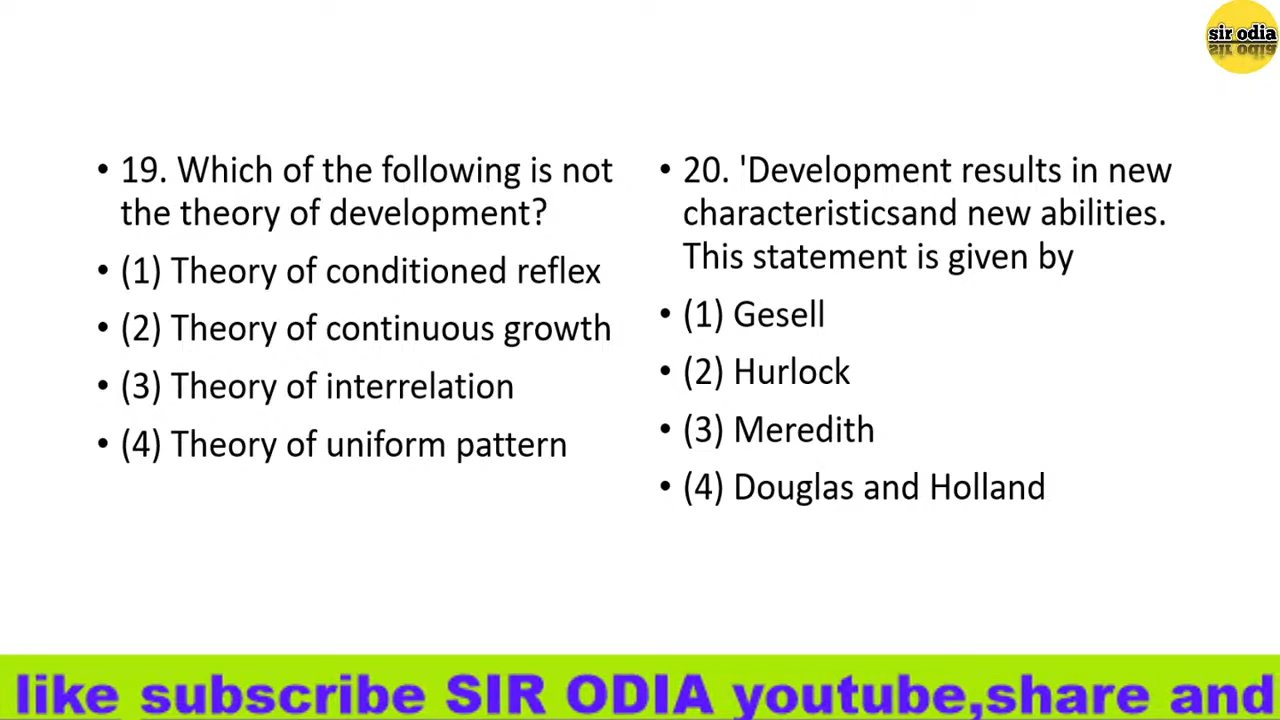 sir odia
• 19. Which of the following is not
the theory of development?
• (1) Theory of conditioned reflex
• (2) Theory of continuous growth
• (3) Theory of interrelation
• (4) Theory of uniform pattern
• 20. 'Development results in new
characteristicsand new abilities.
This statement is given by
• (1) Gesell
• (2) Hurlock
• (3) Meredith
• (4) Douglas and Holland
like subscribe SIR ODIA youtube,share and